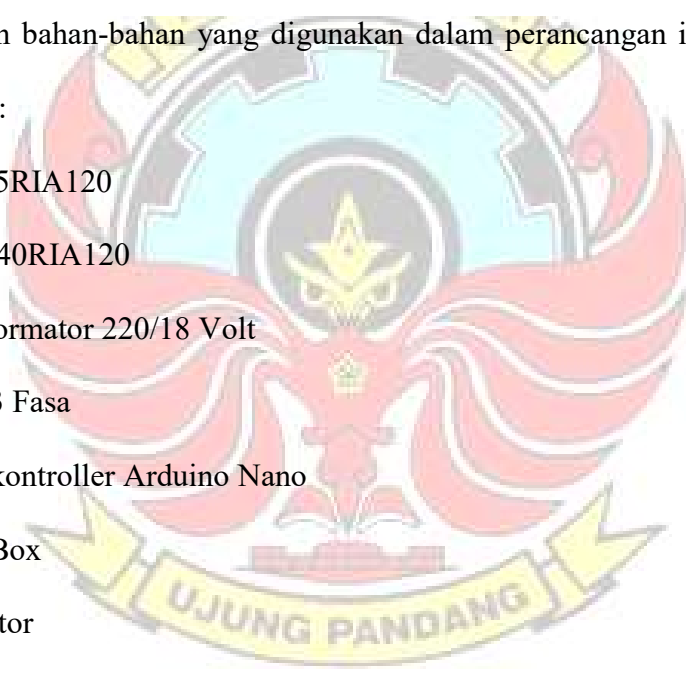 bahan-bahan yang digunakan dalam perancangan
:
5RIA120
40RIA120
ormator 220/18 Volt
3 Fasa
kontroller Arduino Nano
Box
tor
UJUNG PANDANG